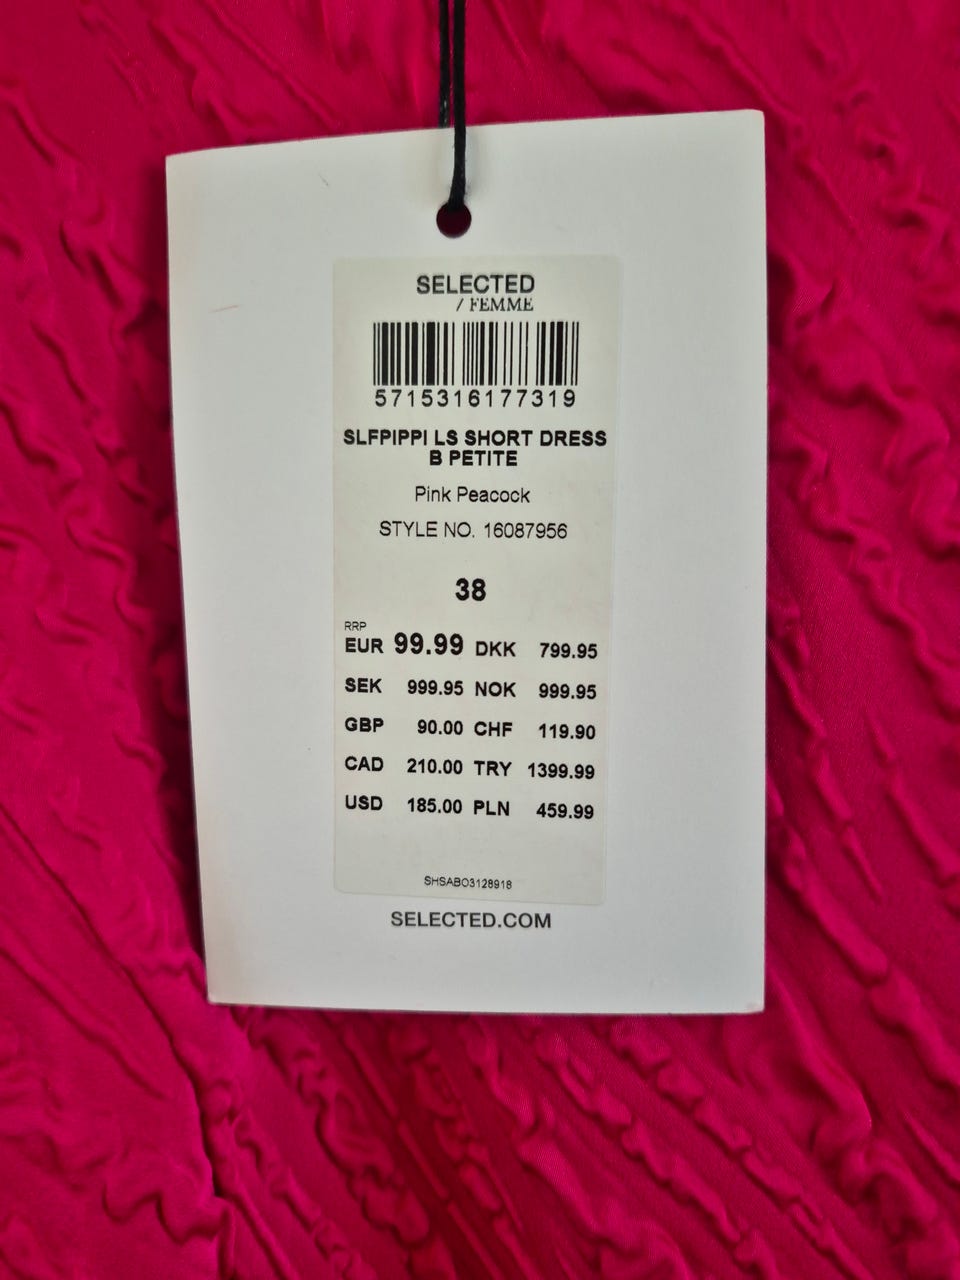 SELECTED
/ FEMME
5715316177319
SLFPIPPI LS SHORT DRESS
B PETITE
Pink Peacock
STYLE NO. 16087956
38
RRP
EUR 99.99 DKK 799.95
SEK 999.95 NOK 999.95
GBP 90.00 CHF 119.90
CAD 210.00 TRY 1399.99
USD 185.00 PLN 459.99
SHSABO3128918
SELECTED.COM